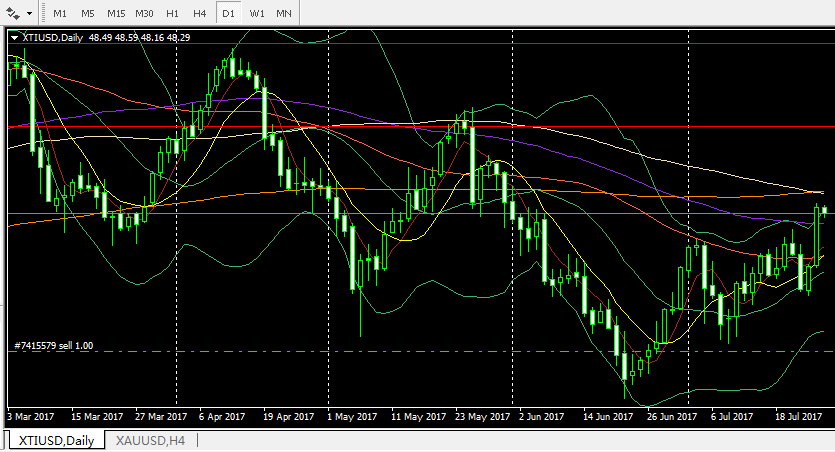 M1 M5 M15 M30 H1 H4 D1 W1 MN
XTIUSD,Daily 48.49 48.59 48.16 48.29
#7415579 sell 1.00
3 Mar 2017 15 Mar 2017 27 Mar 2017 6 Apr 2017 19 Apr 2017 1 May 2017 11 May 2017 23 May 2017 2 Jun 2017 14 Jun 2017 26 Jun 2017 6 Jul 2017 18 Jul 2017
XTIUSD,Daily XAUUSD,H4